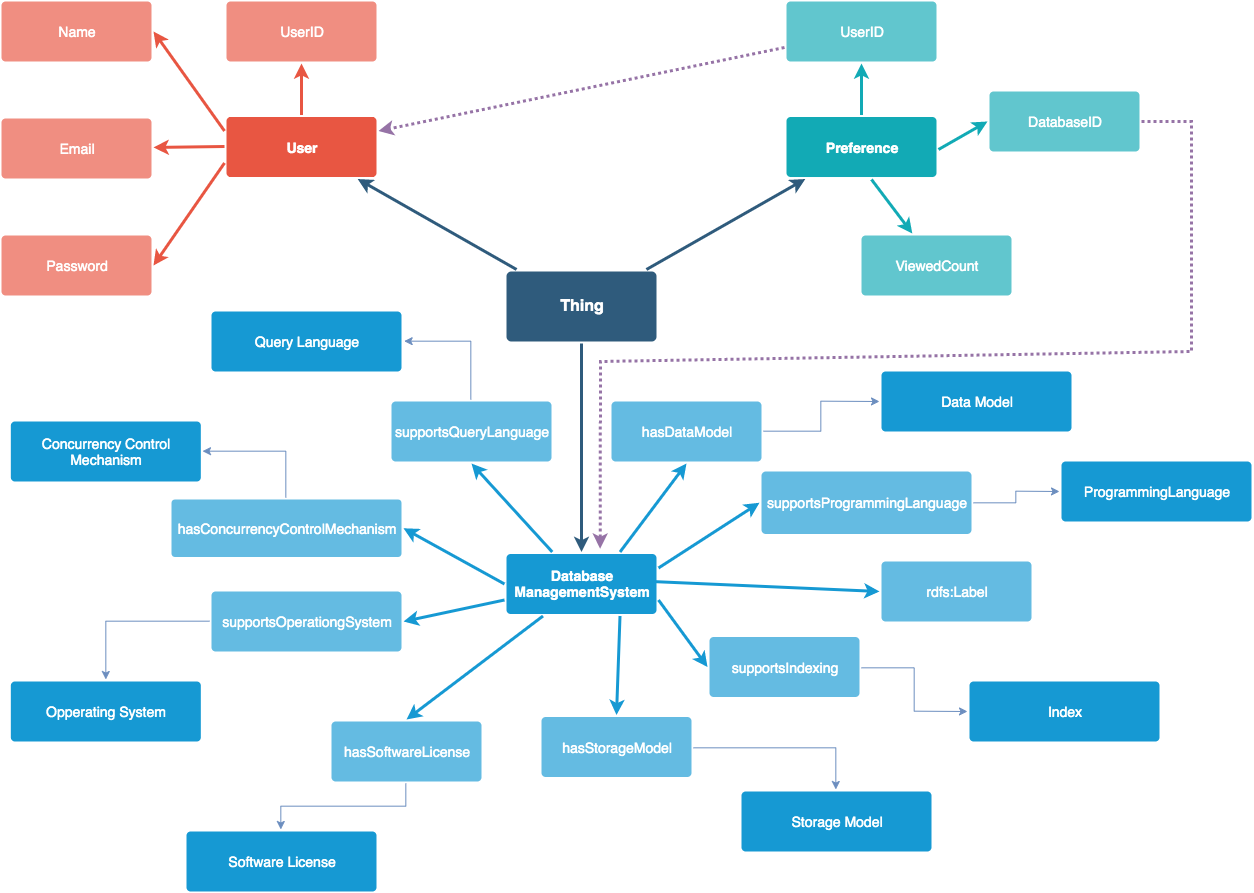 Name
UserID
UserID
Email
User
Preference
DatabaseID
Password
ViewedCount
Thing
Query Language
supportsQueryLanguage
hasDataModel
Data Model
Concurrency Control
Mechanism
hasConcurrencyControlMechanism
supportsProgrammingLanguage
ProgrammingLanguage
Database
ManagementSystem
rdfs:Label
supportsOperationgSystem
supportsIndexing
Opperating System
Index
hasSoftwareLicense
hasStorageModel
Storage Model
Software License